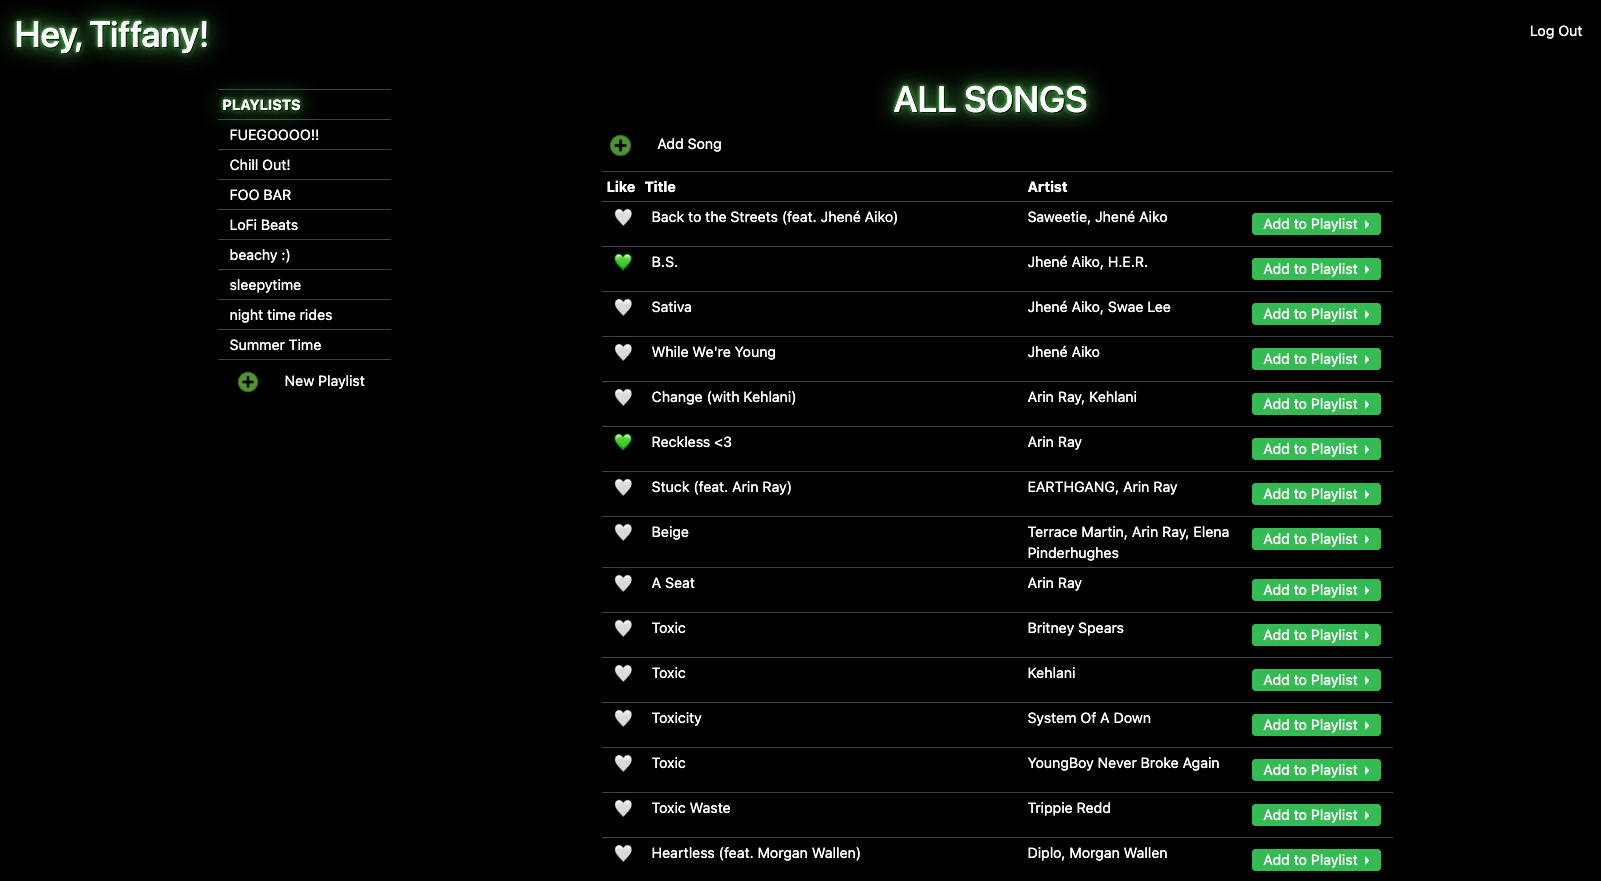 Hey, Tiffany!
Log Out
PLAYLISTS
FUEGOOOO!!
Chill Out!
FOO BAR
LoFi Beats
beachy :)
sleepytime
night time rides
Summer Time
New Playlist
ALL SONGS
Add Song
Like Title Artist
Back to the Streets (feat. Jhené Aiko) Saweetie, Jhené Aiko Add to Playlist
B.S. Jhené Aiko, H.E.R. Add to Playlist
Sativa Jhené Aiko, Swae Lee Add to Playlist
While We're Young Jhené Aiko Add to Playlist
Change (with Kehlani) Arin Ray, Kehlani Add to Playlist
Reckless <3 Arin Ray Add to Playlist
Stuck (feat. Arin Ray) EARTHGANG, Arin Ray Add to Playlist
Beige Terrace Martin, Arin Ray, Elena Add to Playlist
Pinderhughes
A Seat Arin Ray Add to Playlist
Toxic Britney Spears Add to Playlist
Toxic Kehlani Add to Playlist
Toxicity System Of A Down Add to Playlist
Toxic YoungBoy Never Broke Again Add to Playlist
Toxic Waste Trippie Redd Add to Playlist
Heartless (feat. Morgan Wallen) Diplo, Morgan Wallen Add to Playlist